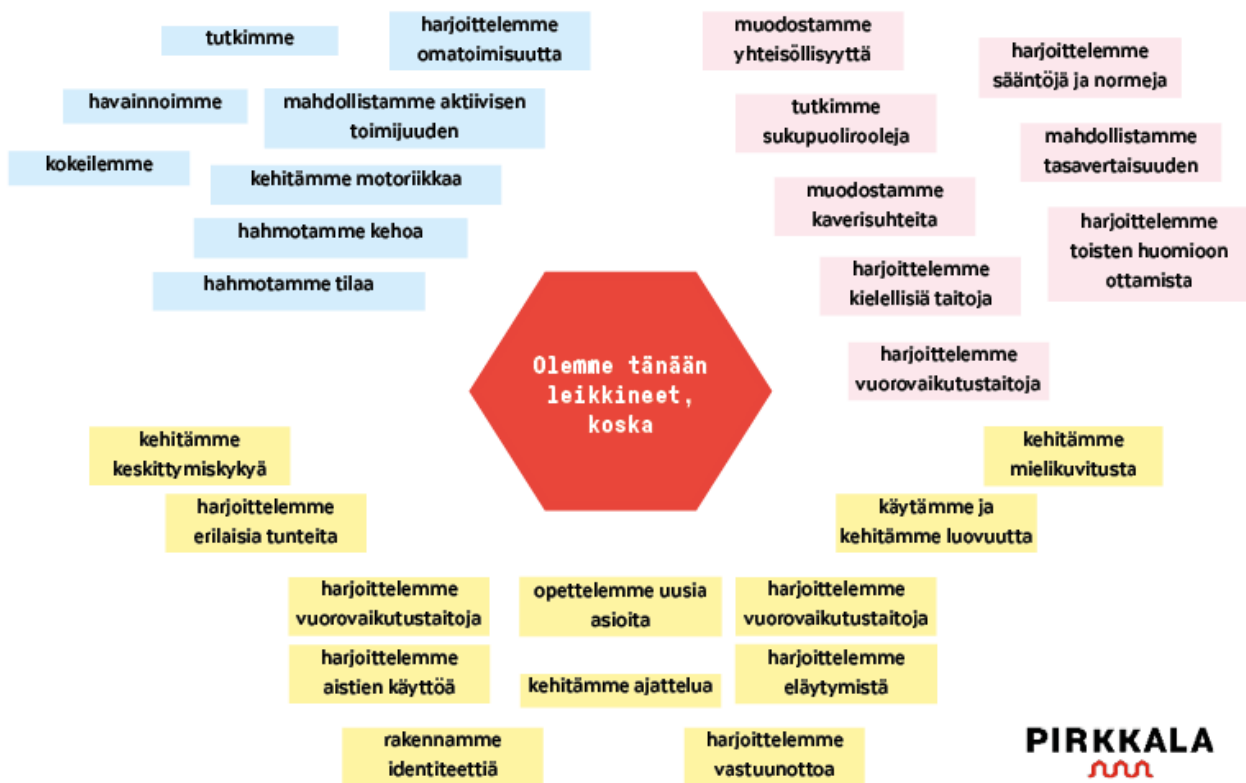 tutkimme
harjoittelemme
omatoimisuutta
havainnoimme
mahdollistamme aktiivisen
toimijuuden
kokeilemme
kehitämme motoriikkaa
hahmotamme kehoa
hahmotamme tilaa
muodostamme
yhteisöllisyyttä
harjoittelemme
sääntöjä ja normeja
tutkimme
sukupuolirooleja
mahdollistamme
tasavertaisuuden
muodostamme
kaverisuhteita
harjoittelemme
toisten huomioon
ottamista
harjoittelemme
kielellisiä taitoja
harjoittelemme
vuorovaikutustaitoja
Olemme tänään
leikkineet,
koska
kehitämme
keskittymiskykyä
harjoittelemme
erilaisia tunteita
kehitämme
mielikuvitusta
käytämme ja
kehitämme luovuutta
harjoittelemme
vuorovaikutustaitoja
opettelemme uusia
asioita
harjoittelemme
vuorovaikutustaitoja
harjoittelemme
aistien käyttöä
kehitämme ajattelua
harjoittelemme
eläytymistä
rakennamme
identiteettiä
harjoittelemme
vastuunottoa
PIRKKALA